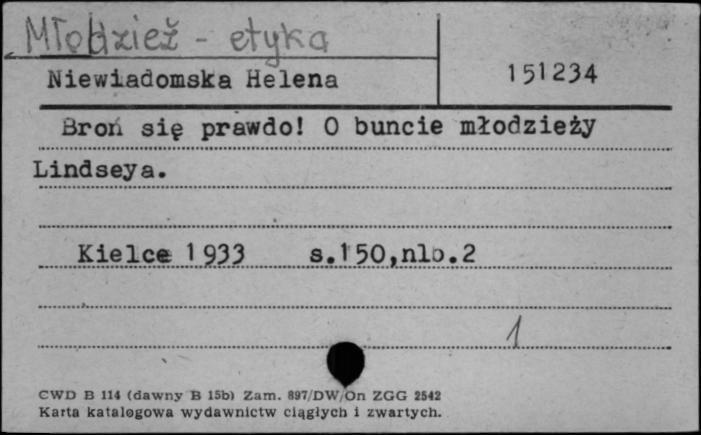 Młodzież - etyka
Niewiadomska Helena
151234
Broń się prawdo! O buncie młodzieży
Lindseya.
Kielce 1933 s.150,nlb.2
1
CWD B 114 (dawny B 15b) Zam. 897/DW/On ZGG 2542
Karta katalogowa wydawnictw ciągłych i zwartych.